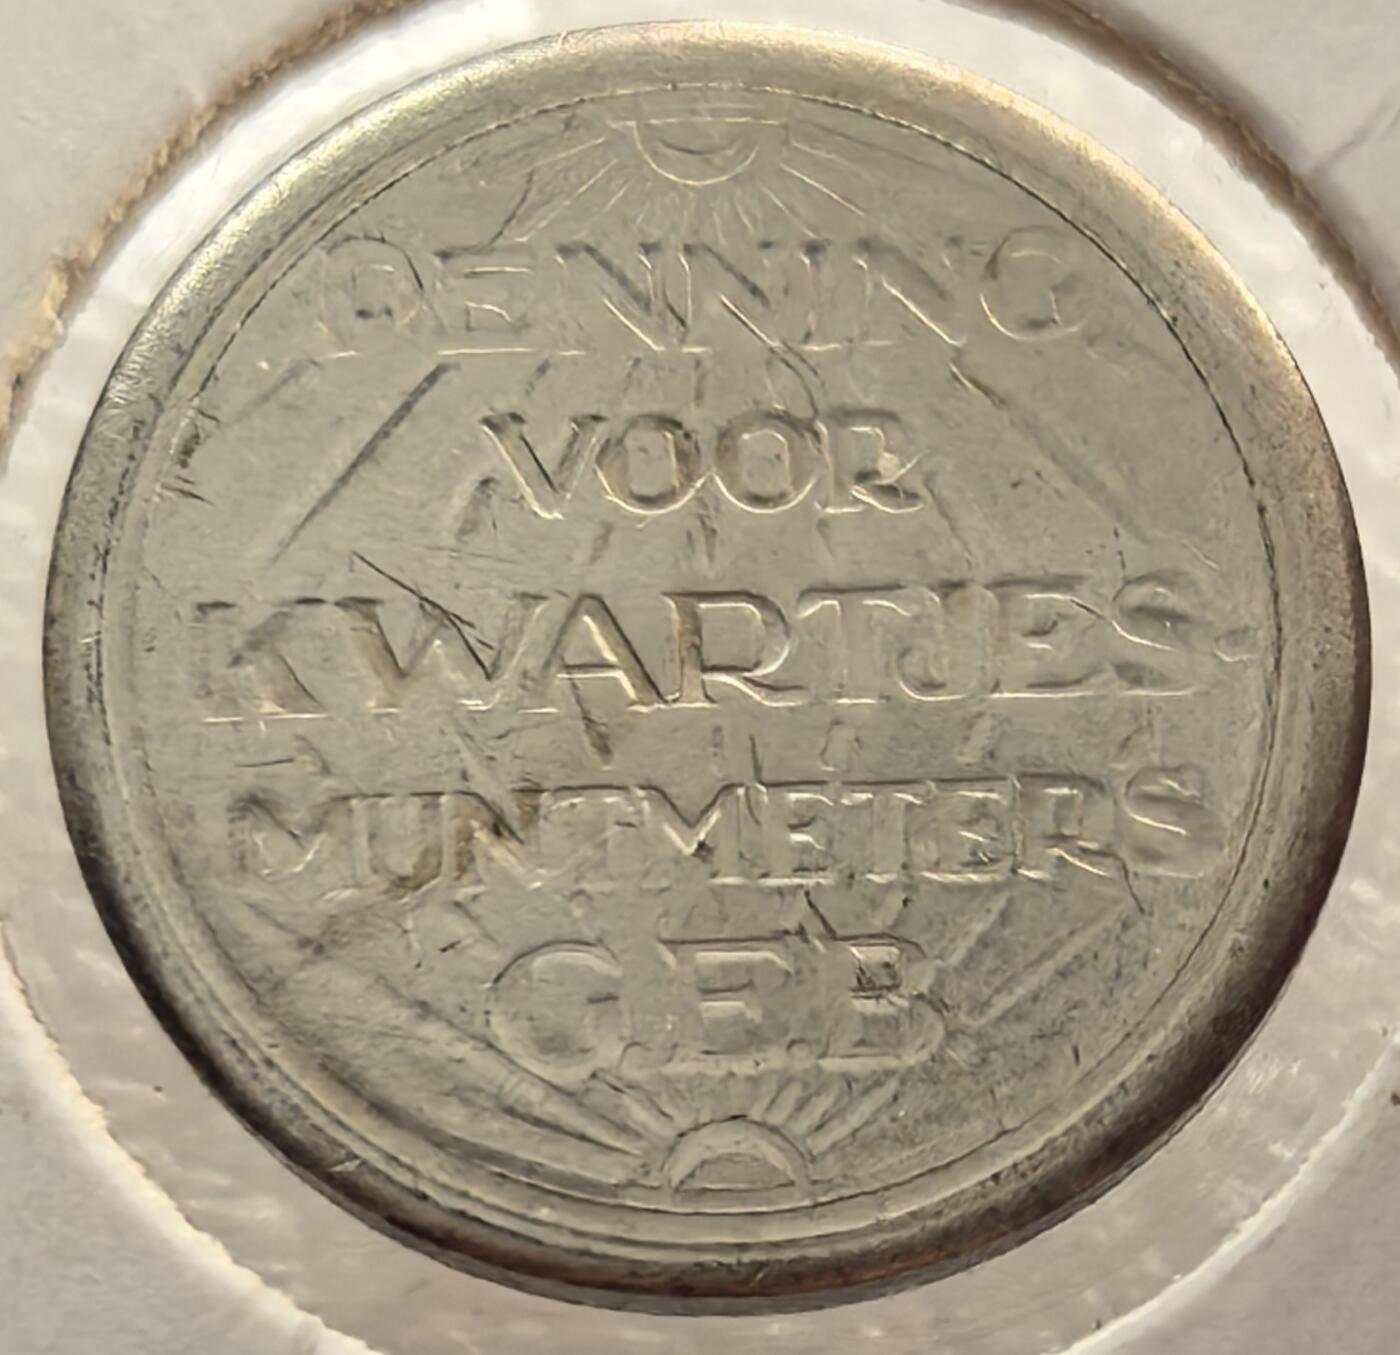 PENNING
VOOR
KWARTJES-
MUNTMETERS
G.E.B